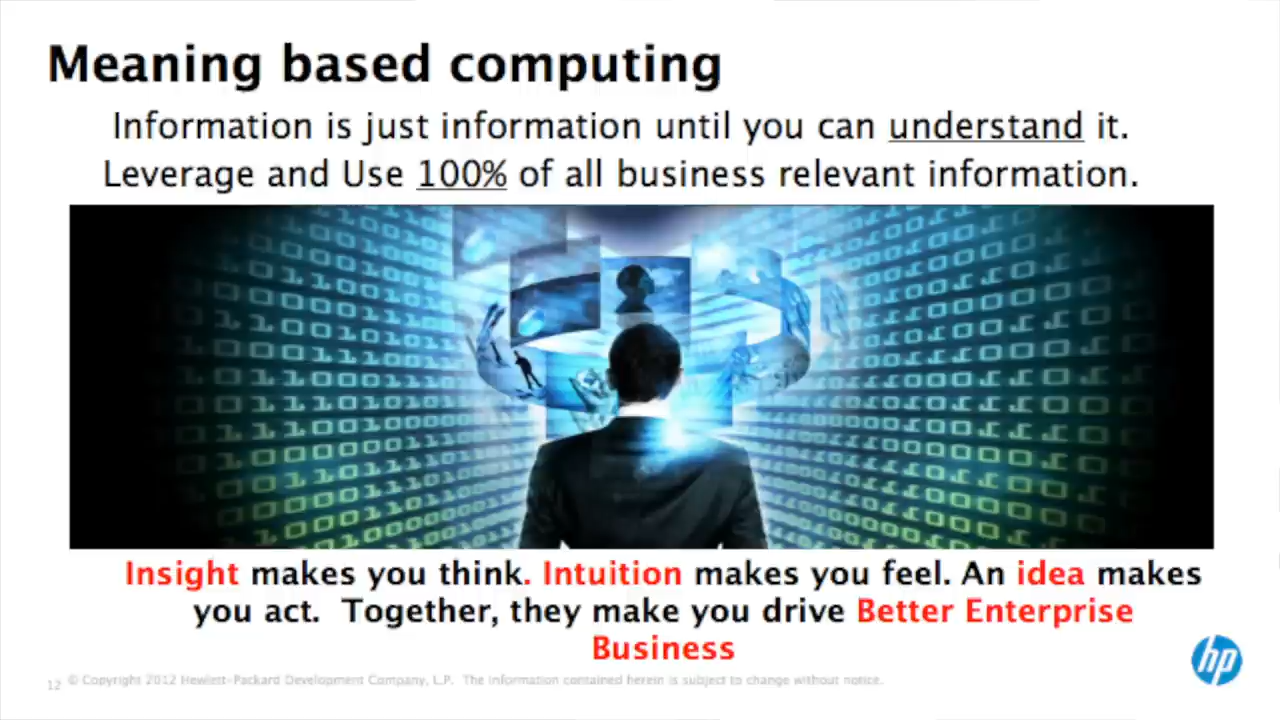 Meaning based computing
Information is just information until you can understand it.
Leverage and Use 100% of all business relevant information.
Insight makes you think. Intuition makes you feel. An idea makes
you act.  Together, they make you drive Better Enterprise
Business
12 © Copyright 2012 Hewlett-Packard Development Company, L.P.  The information contained herein is subject to change without notice.
hp